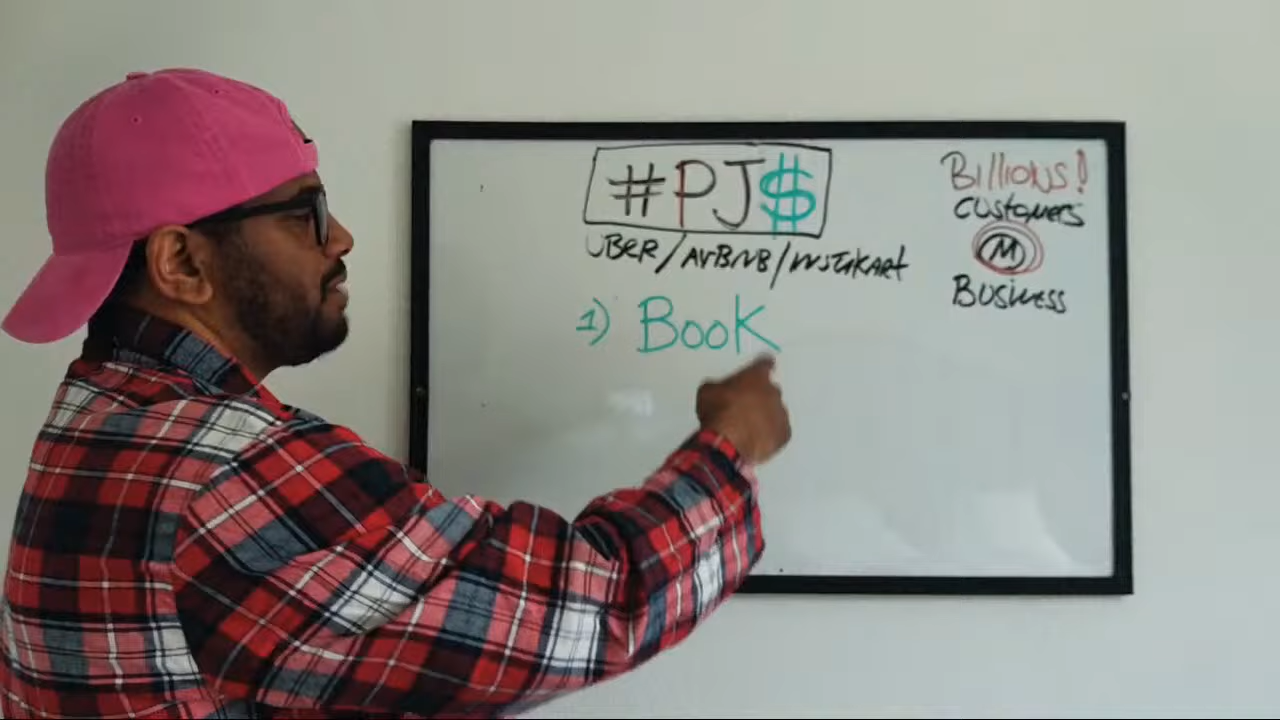 #PJ$
UBER/AirBNB/INSTAKART
1) BooK
Billions!
Customers
M
Business